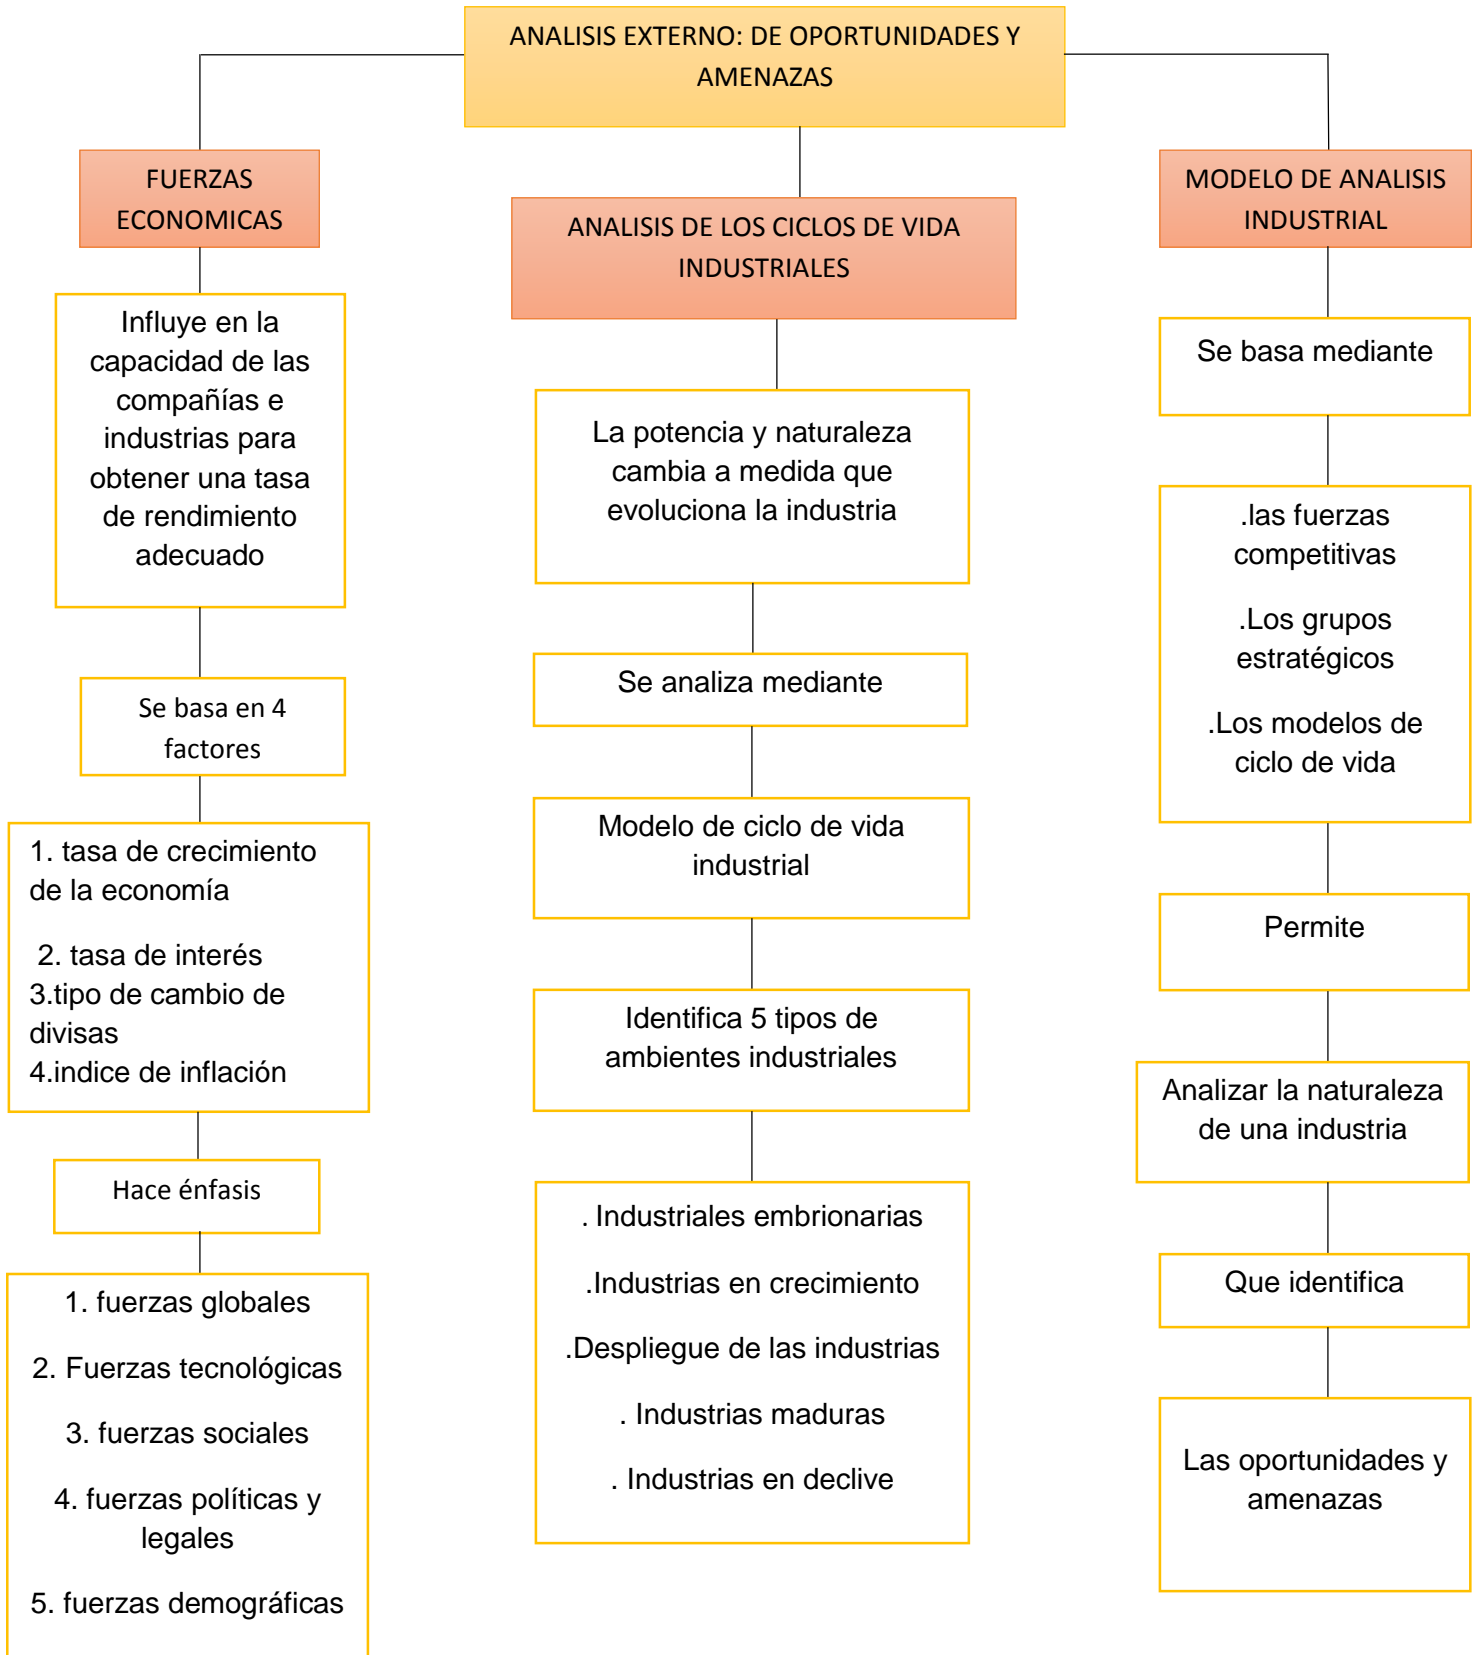 ANALISIS EXTERNO: DE OPORTUNIDADES Y
AMENAZAS
FUERZAS
ECONOMICAS
Influye en la
capacidad de las
compañías e
industrias para
obtener una tasa
de rendimiento
adecuado
Se basa en 4
factores
1. tasa de crecimiento
de la economía
2. tasa de interés
3.tipo de cambio de
divisas
4.indice de inflación
Hace énfasis
1. fuerzas globales
2. Fuerzas tecnológicas
3. fuerzas sociales
4. fuerzas políticas y
legales
5. fuerzas demográficas
ANALISIS DE LOS CICLOS DE VIDA
INDUSTRIALES
La potencia y naturaleza
cambia a medida que
evoluciona la industria
Se analiza mediante
Modelo de ciclo de vida
industrial
Identifica 5 tipos de
ambientes industriales
. Industriales embrionarias
.Industrias en crecimiento
.Despliegue de las industrias
. Industrias maduras
. Industrias en declive
MODELO DE ANALISIS
INDUSTRIAL
Se basa mediante
.las fuerzas
competitivas
.Los grupos
estratégicos
.Los modelos de
ciclo de vida
Permite
Analizar la naturaleza
de una industria
Que identifica
Las oportunidades y
amenazas